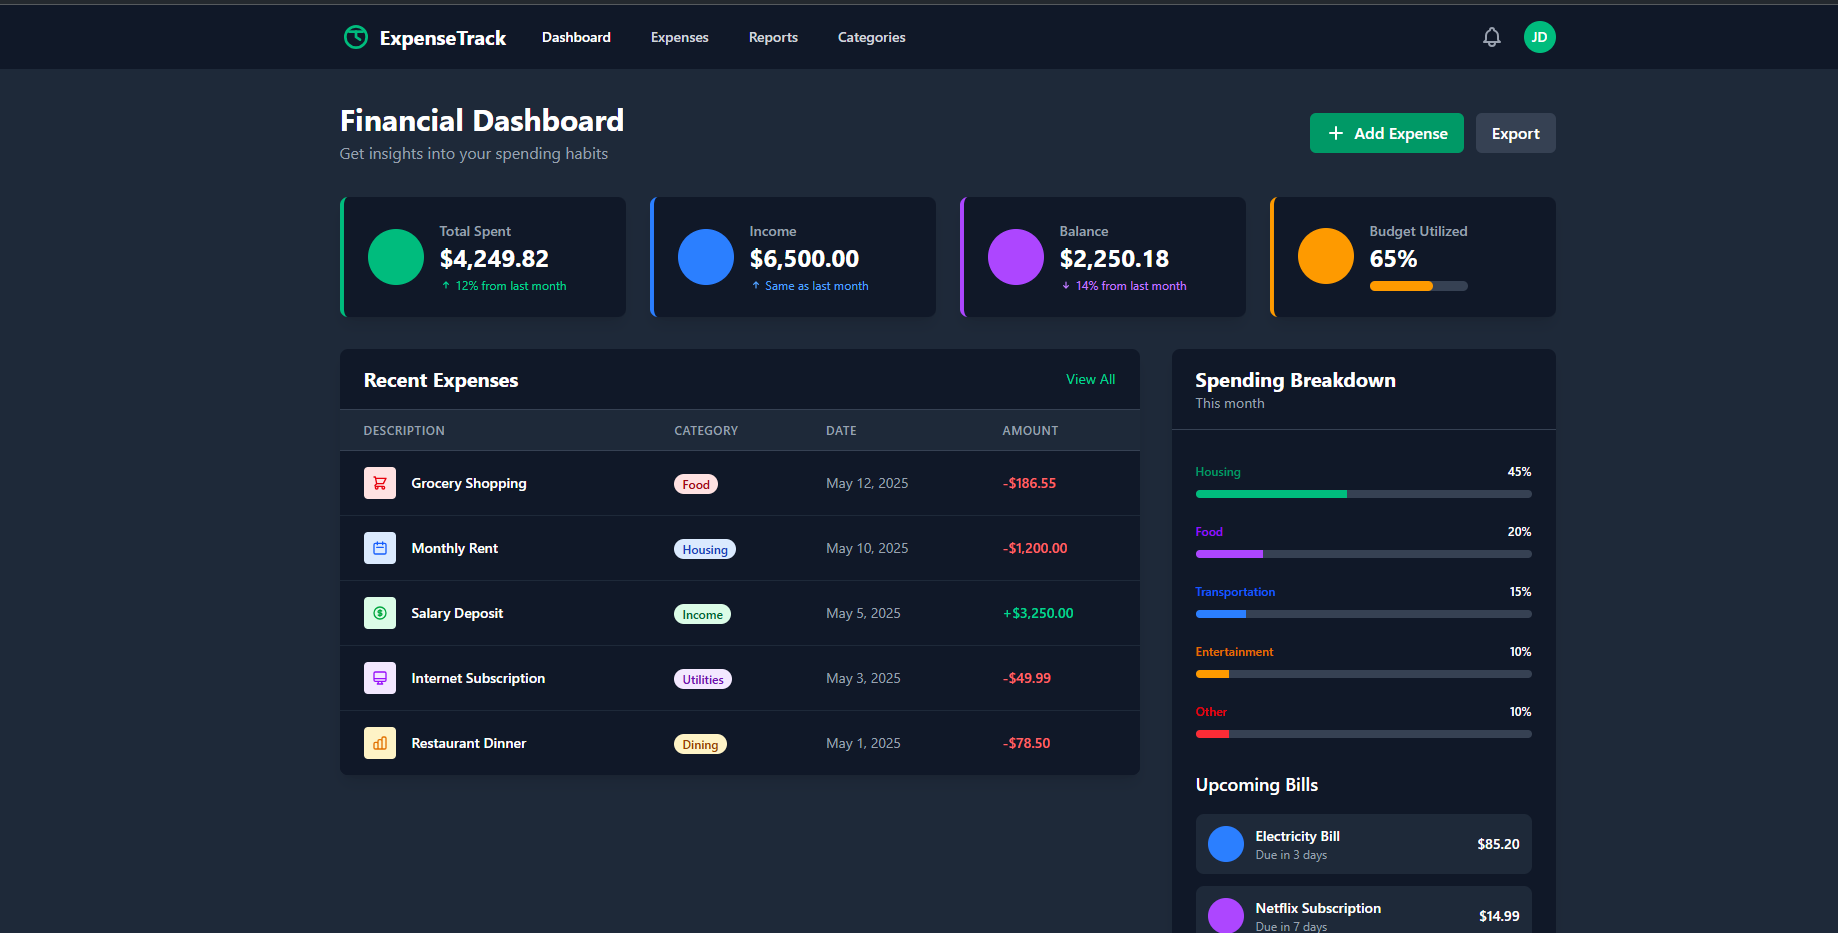 ExpenseTrack
Dashboard
Expenses
Reports
Categories
JD
Financial Dashboard
Get insights into your spending habits
Add Expense
Export
Total Spent
$4,249.82
↑ 12% from last month
Income
$6,500.00
↑ Same as last month
Balance
$2,250.18
↓ 14% from last month
Budget Utilized
65%
Recent Expenses
View All
DESCRIPTION CATEGORY DATE AMOUNT
Grocery Shopping Food May 12, 2025 -$186.55
Monthly Rent Housing May 10, 2025 -$1,200.00
Salary Deposit Income May 5, 2025 +$3,250.00
Internet Subscription Utilities May 3, 2025 -$49.99
Restaurant Dinner Dining May 1, 2025 -$78.50
Spending Breakdown
This month
Housing 45%
Food 20%
Transportation 15%
Entertainment 10%
Other 10%
Upcoming Bills
Electricity Bill
Due in 3 days
$85.20
Netflix Subscription
Due in 7 days
$14.99